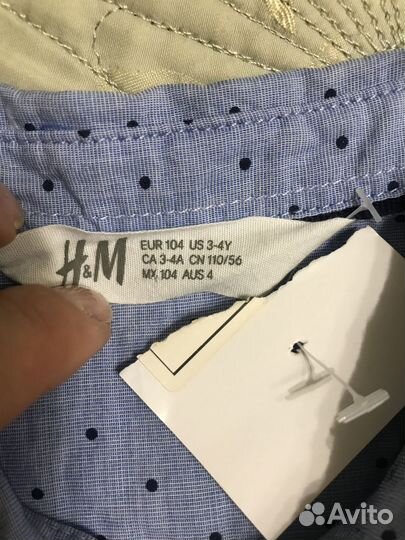 H&M
EUR 104 US 3-4Y
CA 3-4A CN 110/56
MX 104 AUS 4
Avito